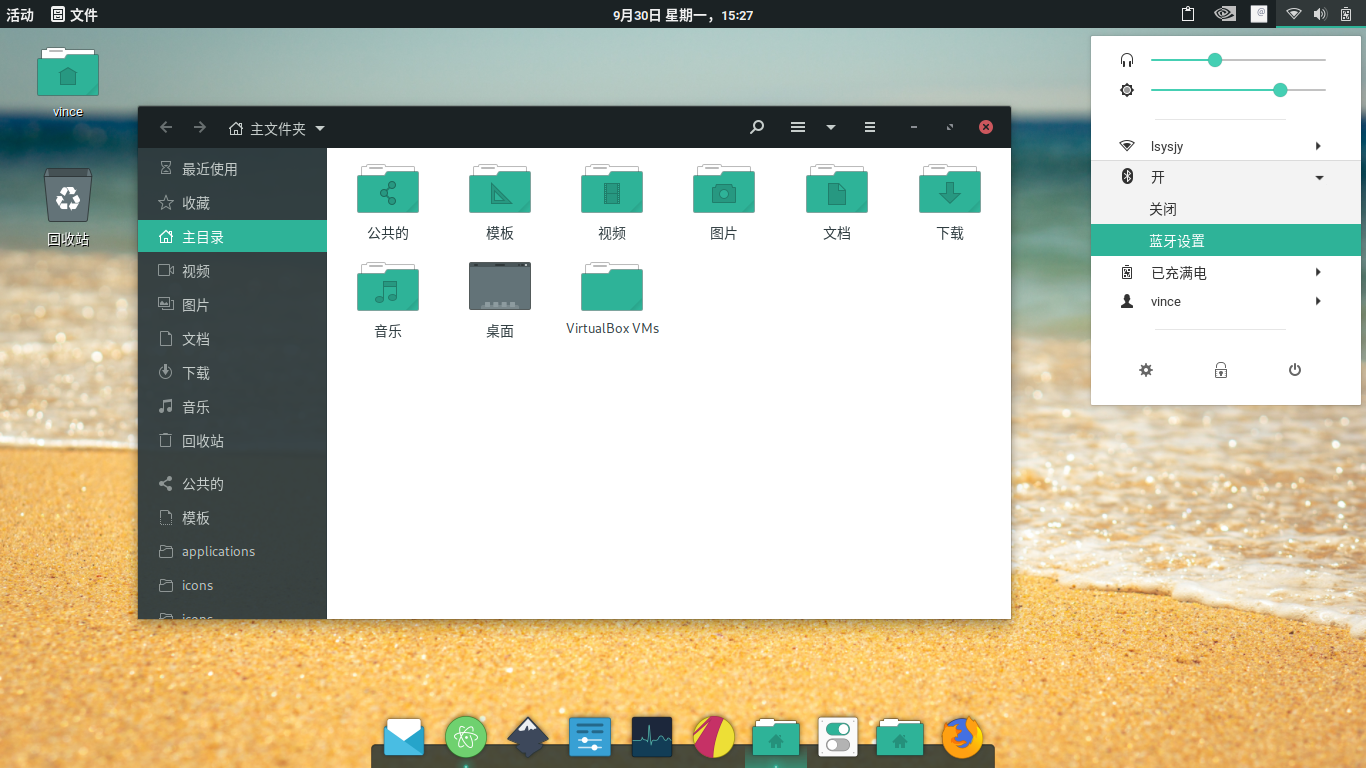 活动 文件 9月30日 星期一，15:27
vince
回收站
主文件夹
最近使用
收藏
主目录
视频
图片
文档
下载
音乐
回收站
公共的
模板
applications
icons
icons
公共的 模板 视频 图片 文档 下载
音乐 桌面 VirtualBox VMs
lsysjy
开
关闭
蓝牙设置
已充满电
vince